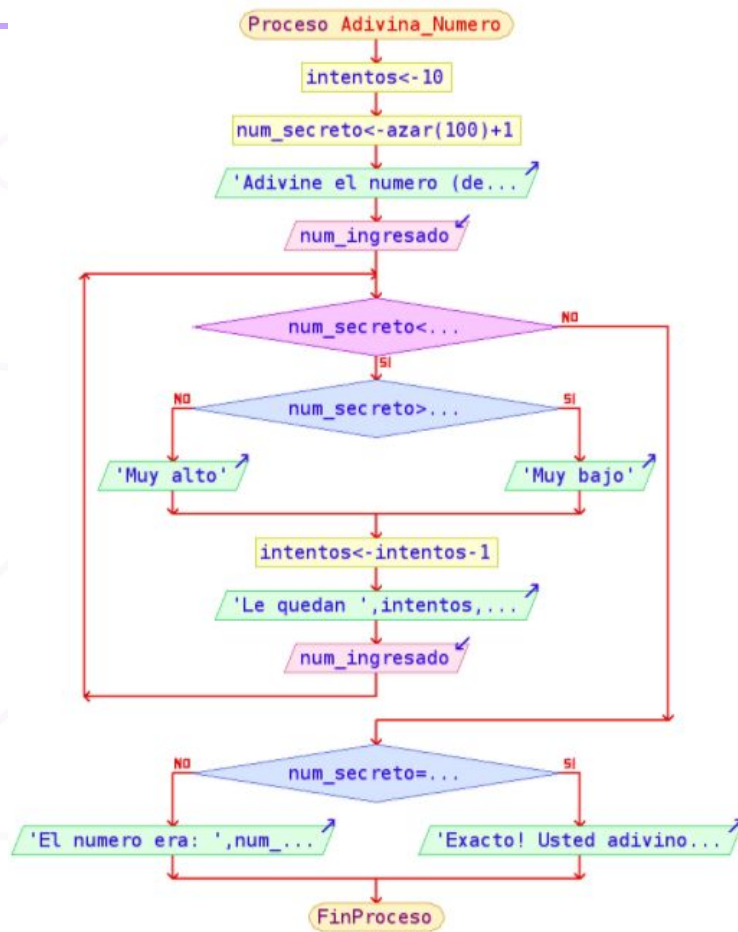 Proceso Adivina_Numero
intentos<-10
num_secreto<-azar(100)+1
'Adivine el numero (de...
num_ingresado
num_secreto<...
NO
SI
num_secreto>...
NO
SI
'Muy alto'
'Muy bajo'
intentos<-intentos-1
'Le quedan ',intentos,...
num_ingresado
num_secreto=...
NO
SI
'El numero era: ',num_...
'Exacto! Usted adivino...
FinProceso